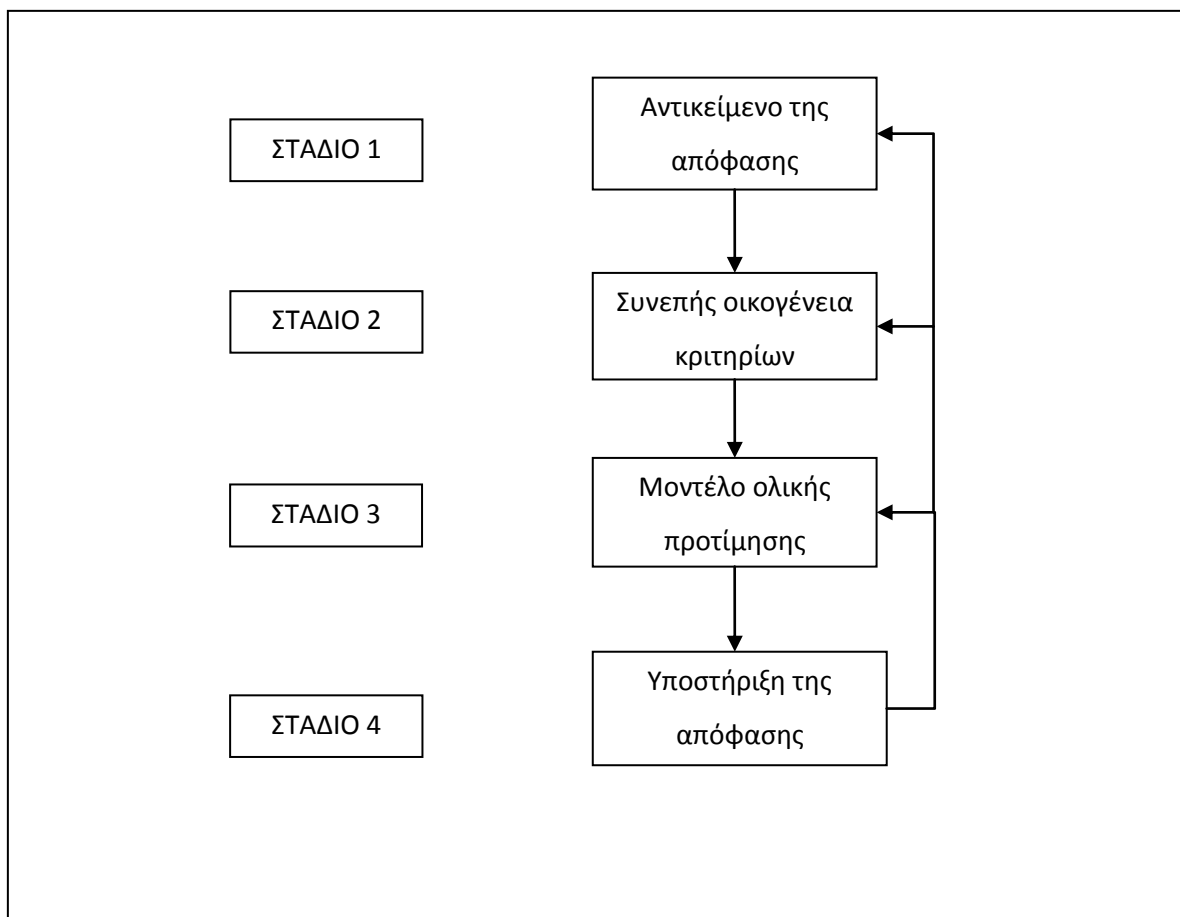 ΣΤΑΔΙΟ 1
Αντικείμενο της
απόφασης
ΣΤΑΔΙΟ 2
Συνεπής οικογένεια
κριτηρίων
ΣΤΑΔΙΟ 3
Μοντέλο ολικής
προτίμησης
ΣΤΑΔΙΟ 4
Υποστήριξη της
απόφασης